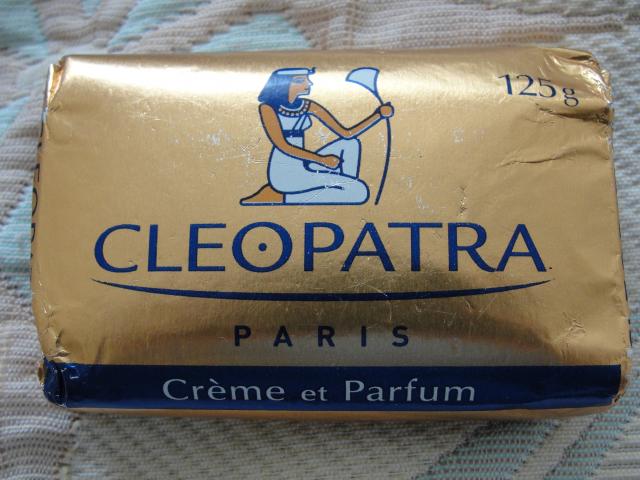 125g
CLEOPATRA
PARIS
Crème et Parfum